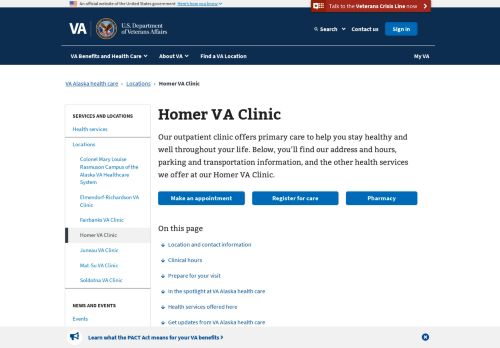 An official website of the United States government Here's how you know
Talk to the Veterans Crisis Line now
VA
U.S. Department
of Veterans Affairs
Search
Contact us
Sign in
VA Benefits and Health Care
About VA
Find a VA Location
My VA
VA Alaska health care › Locations › Homer VA Clinic
SERVICES AND LOCATIONS
Health services
Locations
Colonel Mary Louise
Rasmuson Campus of the
Alaska VA Healthcare
System
Elmendorf-Richardson VA
Clinic
Fairbanks VA Clinic
Homer VA Clinic
Juneau VA Clinic
Mat-Su VA Clinic
Soldotna VA Clinic
NEWS AND EVENTS
Events
Homer VA Clinic
Our outpatient clinic offers primary care to help you stay healthy and
well throughout your life. Below, you'll find our address and hours,
parking and transportation information, and the other health services
we offer at our Homer VA Clinic.
Make an appointment
Register for care
Pharmacy
On this page
Location and contact information
Clinical hours
Prepare for your visit
In the spotlight at VA Alaska health care
Health services offered here
Get updates from VA Alaska health care
Learn what the PACT Act means for your VA benefits >